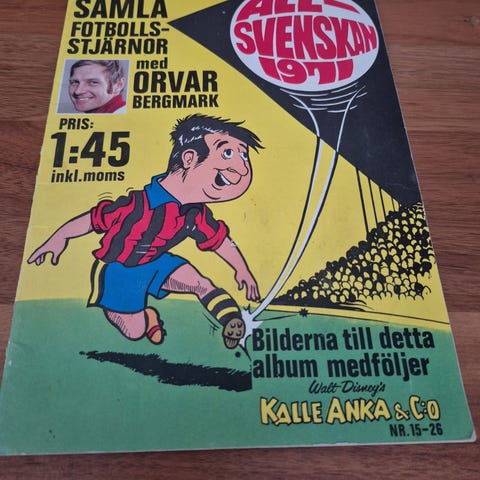 SAMLA
FOTBOLLS-
STJÄRNOR
med
ORVAR
BERGMARK
PRIS:
1:45
inkl.moms
ALL-
SVENSKAN
1971
Bilderna till detta
album medföljer
Walt Disney's
KALLE ANKA & C:O
NR. 15-26